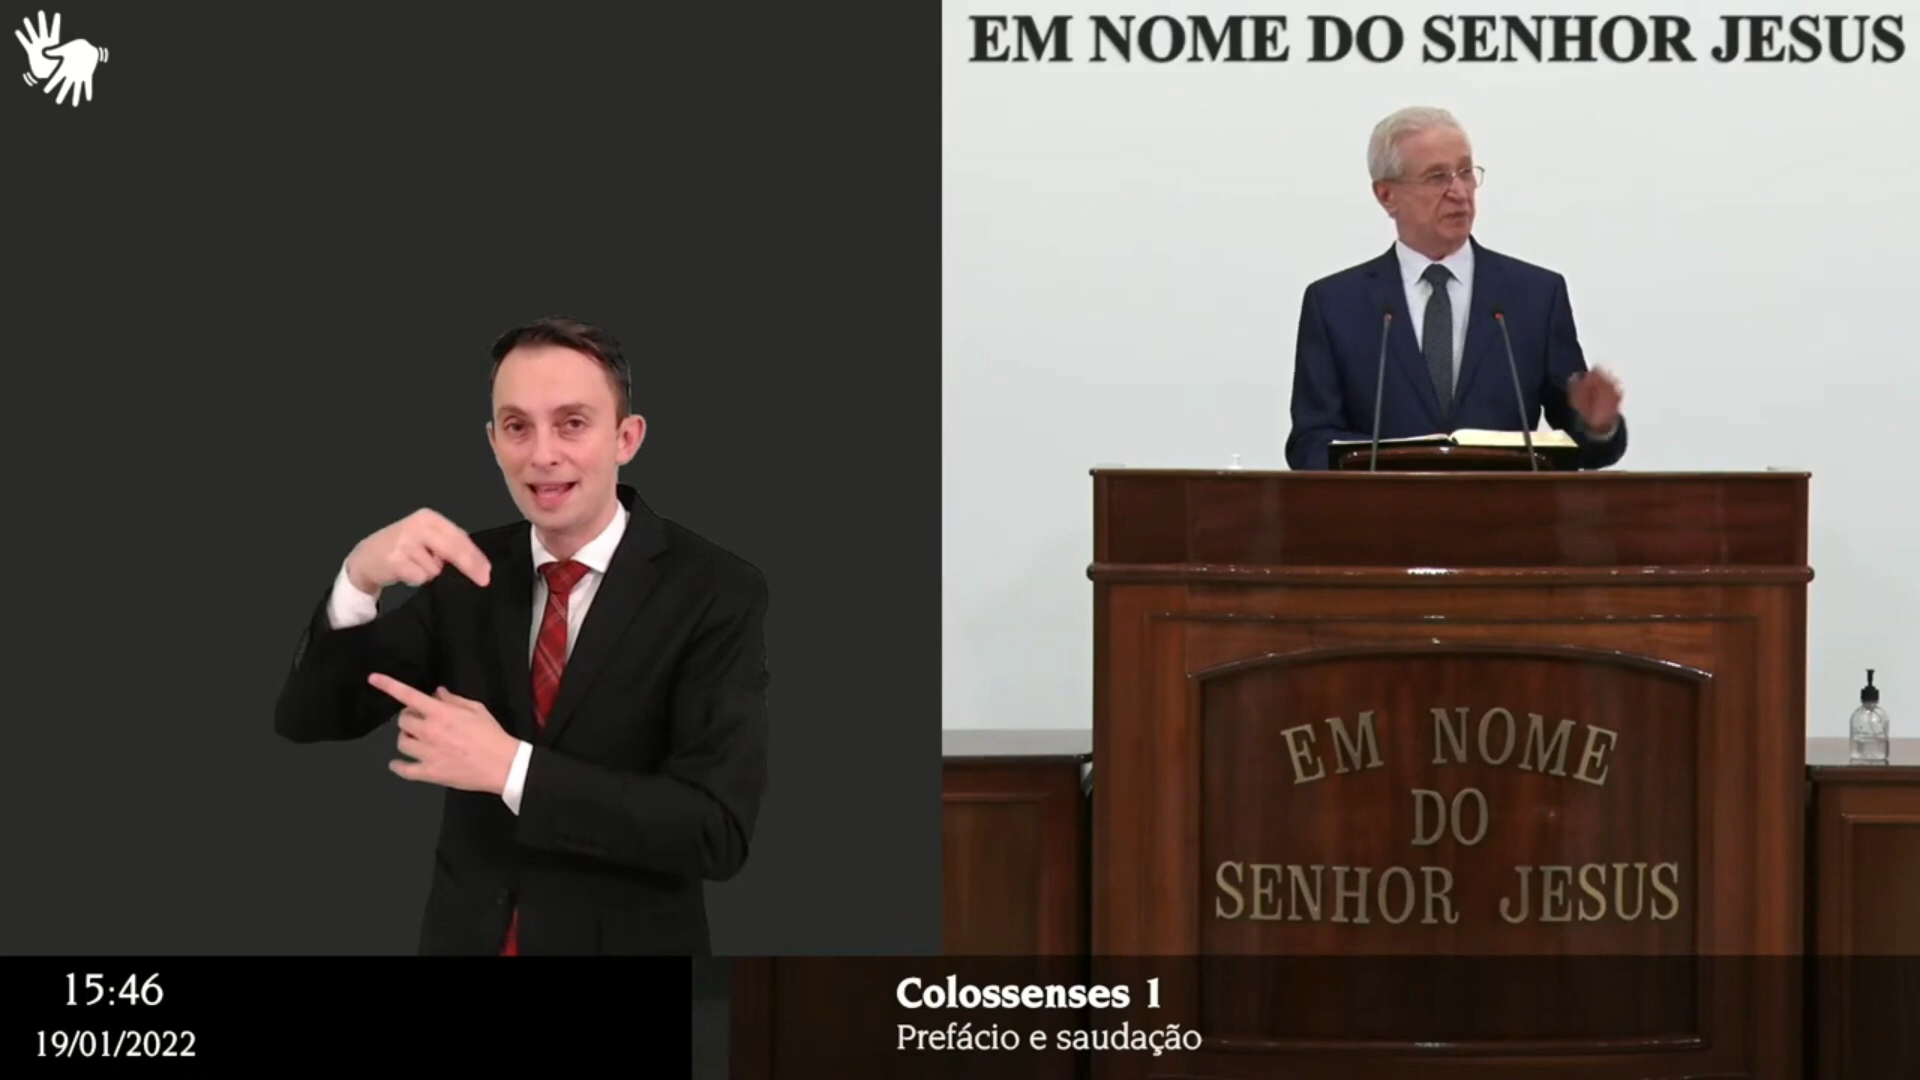 EM NOME DO SENHOR JESUS
EM NOME
DO
SENHOR JESUS
15:46
19/01/2022
Colossenses 1
Prefácio e saudação